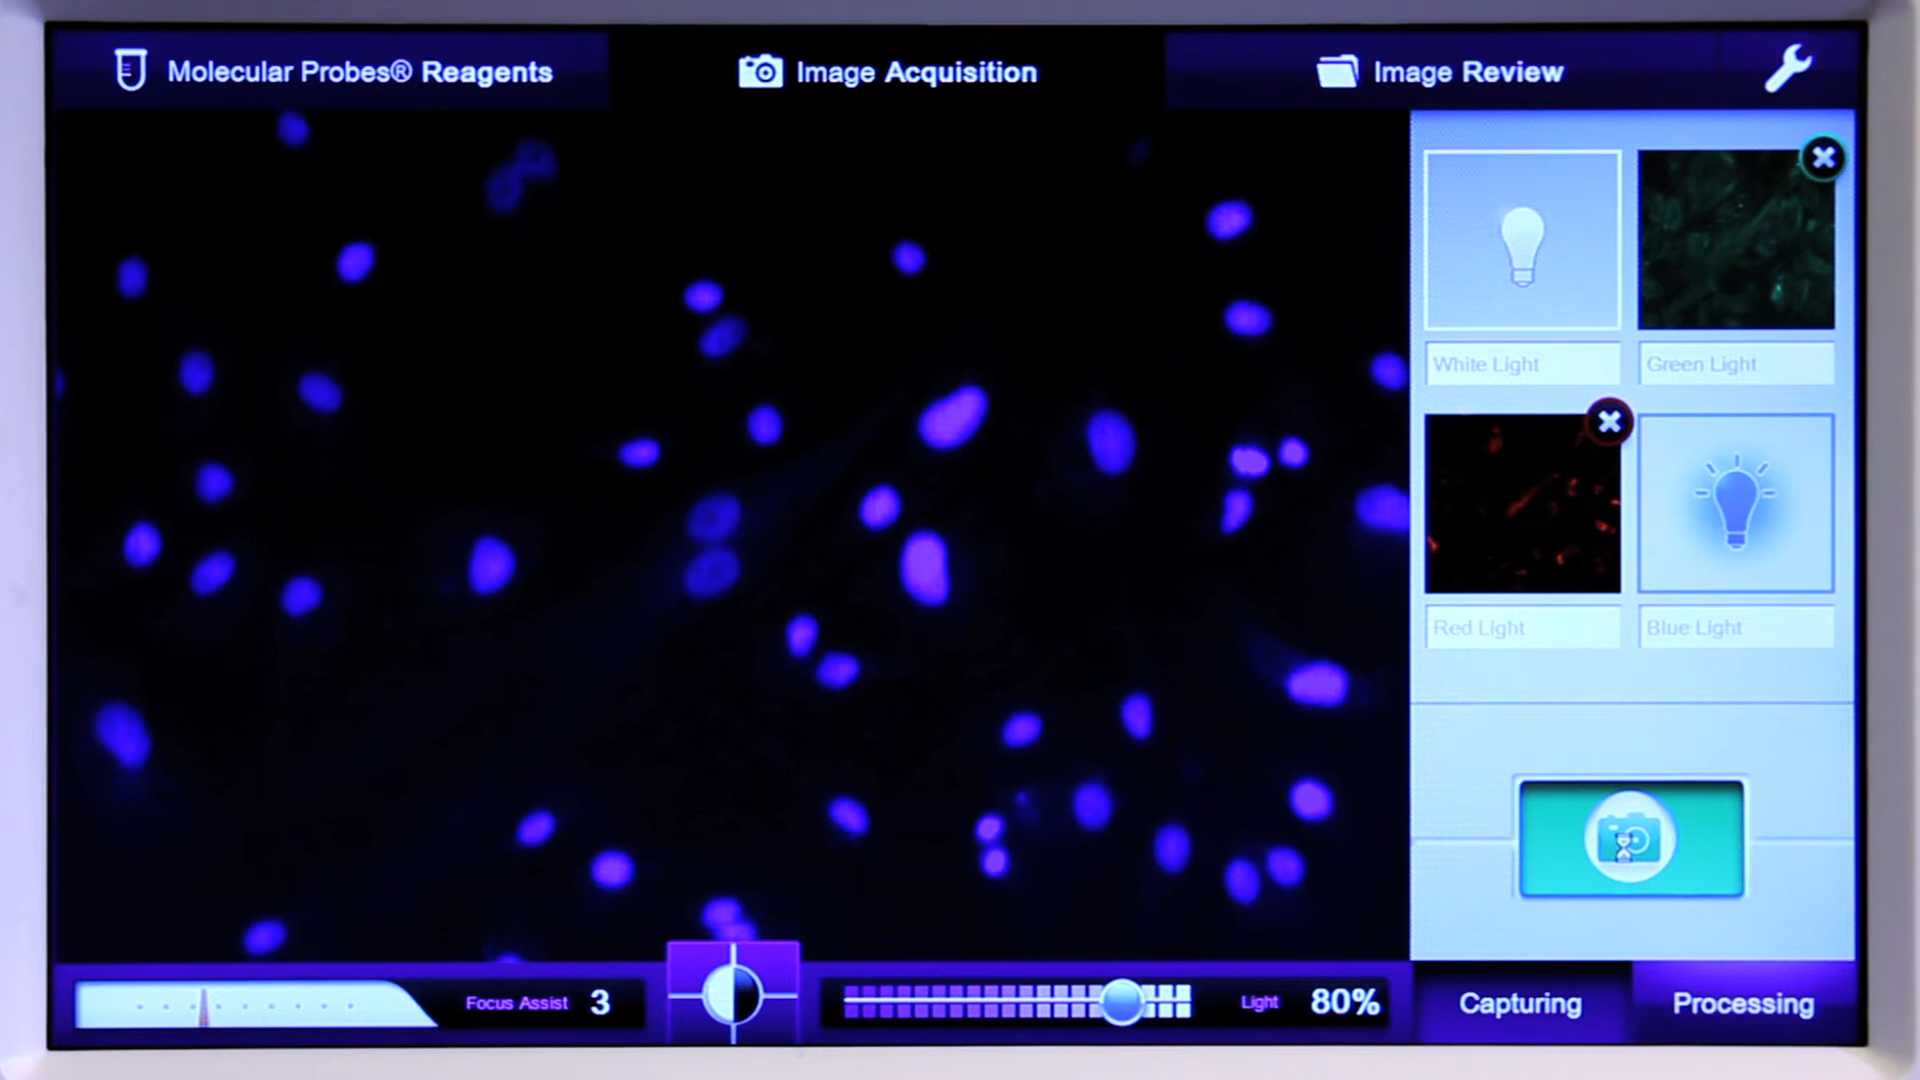 Molecular Probes® Reagents
Image Acquisition
Image Review
White Light
Green Light
Red Light
Blue Light
Focus Assist 3
Light 80%
Capturing
Processing